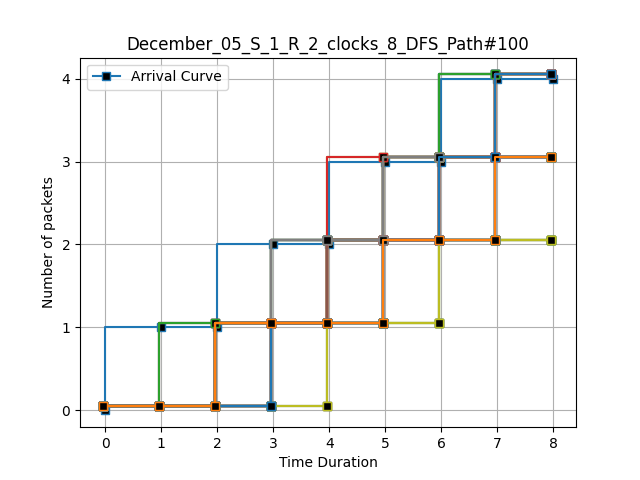 December_05_S_1_R_2_clocks_8_DFS_Path#100
Arrival Curve
Number of packets
4
3
2
1
0
0 1 2 3 4 5 6 7 8
Time Duration